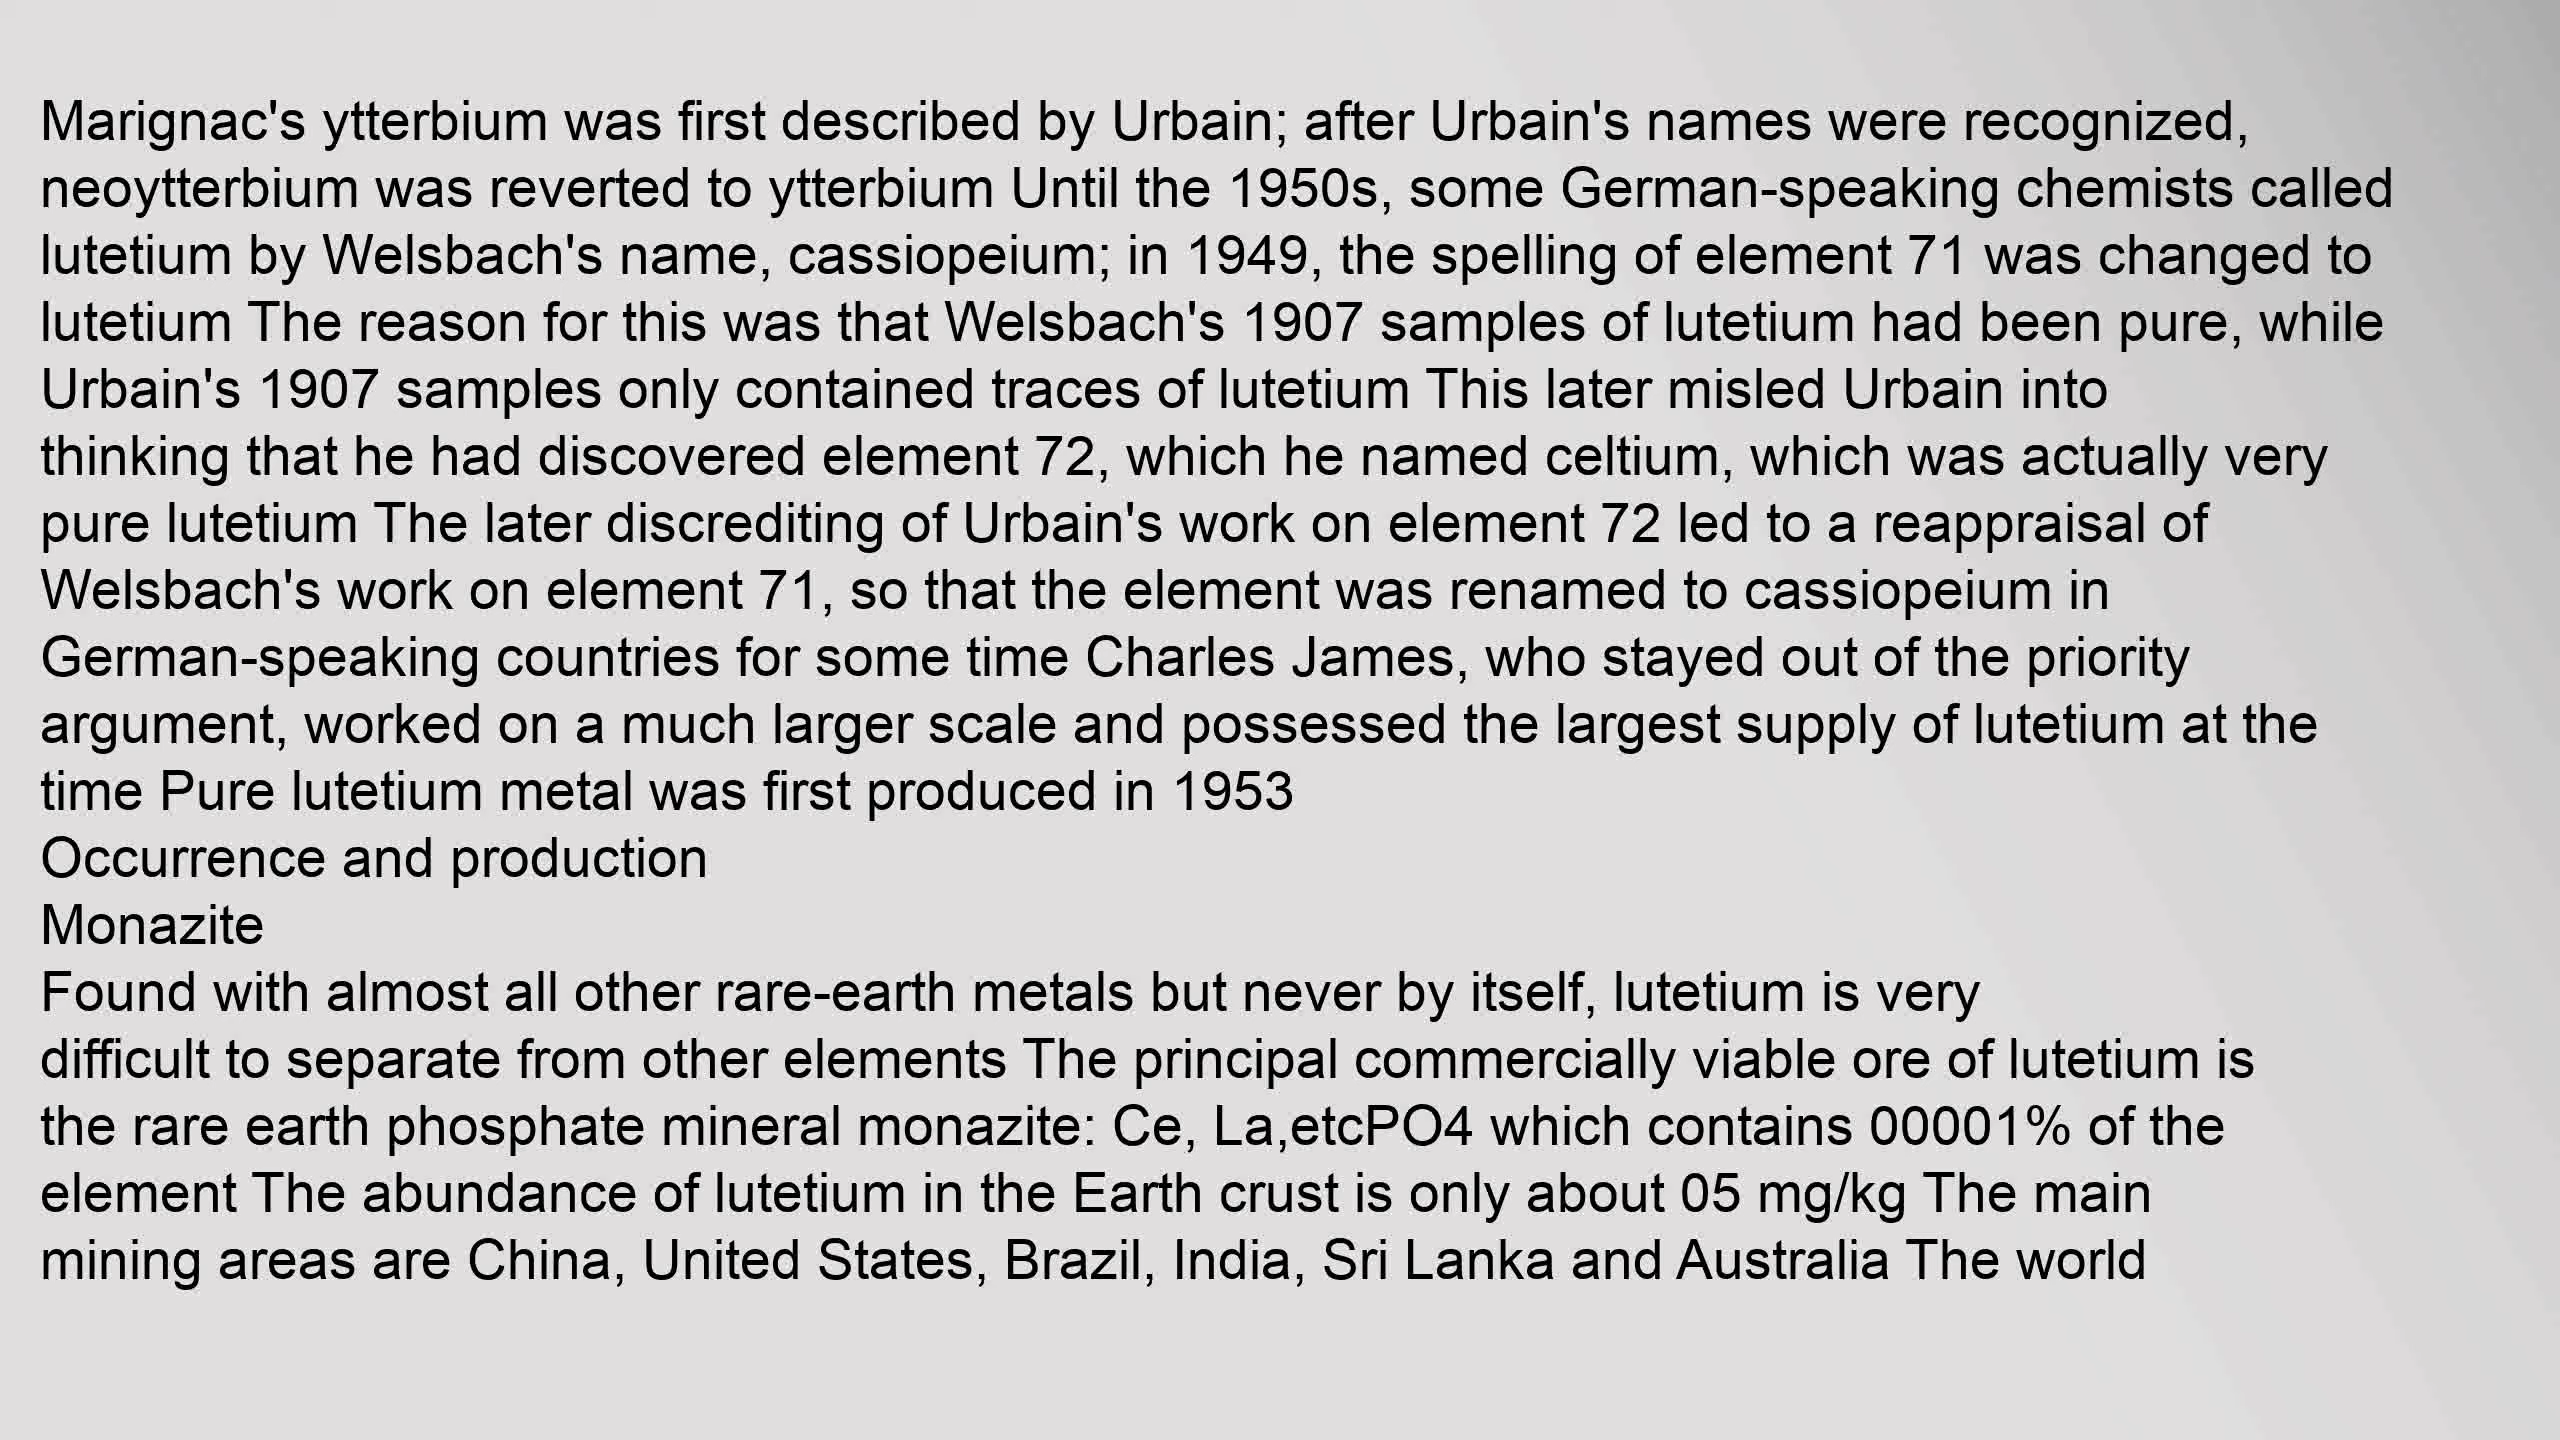 Marignac's ytterbium was first described by Urbain; after Urbain's names were recognized,
neoytterbium was reverted to ytterbium Until the 1950s, some German-speaking chemists called
lutetium by Welsbach's name, cassiopeium; in 1949, the spelling of element 71 was changed to
lutetium The reason for this was that Welsbach's 1907 samples of lutetium had been pure, while
Urbain's 1907 samples only contained traces of lutetium This later misled Urbain into
thinking that he had discovered element 72, which he named celtium, which was actually very
pure lutetium The later discrediting of Urbain's work on element 72 led to a reappraisal of
Welsbach's work on element 71, so that the element was renamed to cassiopeium in
German-speaking countries for some time Charles James, who stayed out of the priority
argument, worked on a much larger scale and possessed the largest supply of lutetium at the
time Pure lutetium metal was first produced in 1953
Occurrence and production
Monazite
Found with almost all other rare-earth metals but never by itself, lutetium is very
difficult to separate from other elements The principal commercially viable ore of lutetium is
the rare earth phosphate mineral monazite: Ce, La,etcPO4 which contains 00001% of the
element The abundance of lutetium in the Earth crust is only about 05 mg/kg The main
mining areas are China, United States, Brazil, India, Sri Lanka and Australia The world